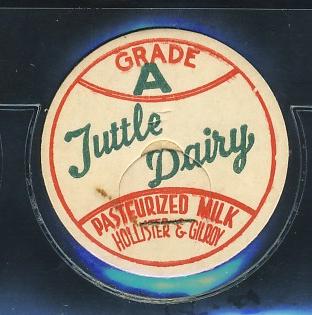 GRADE
A
Tuttle
Dairy
PASTEURIZED MILK
HOLLISTER & GILROY